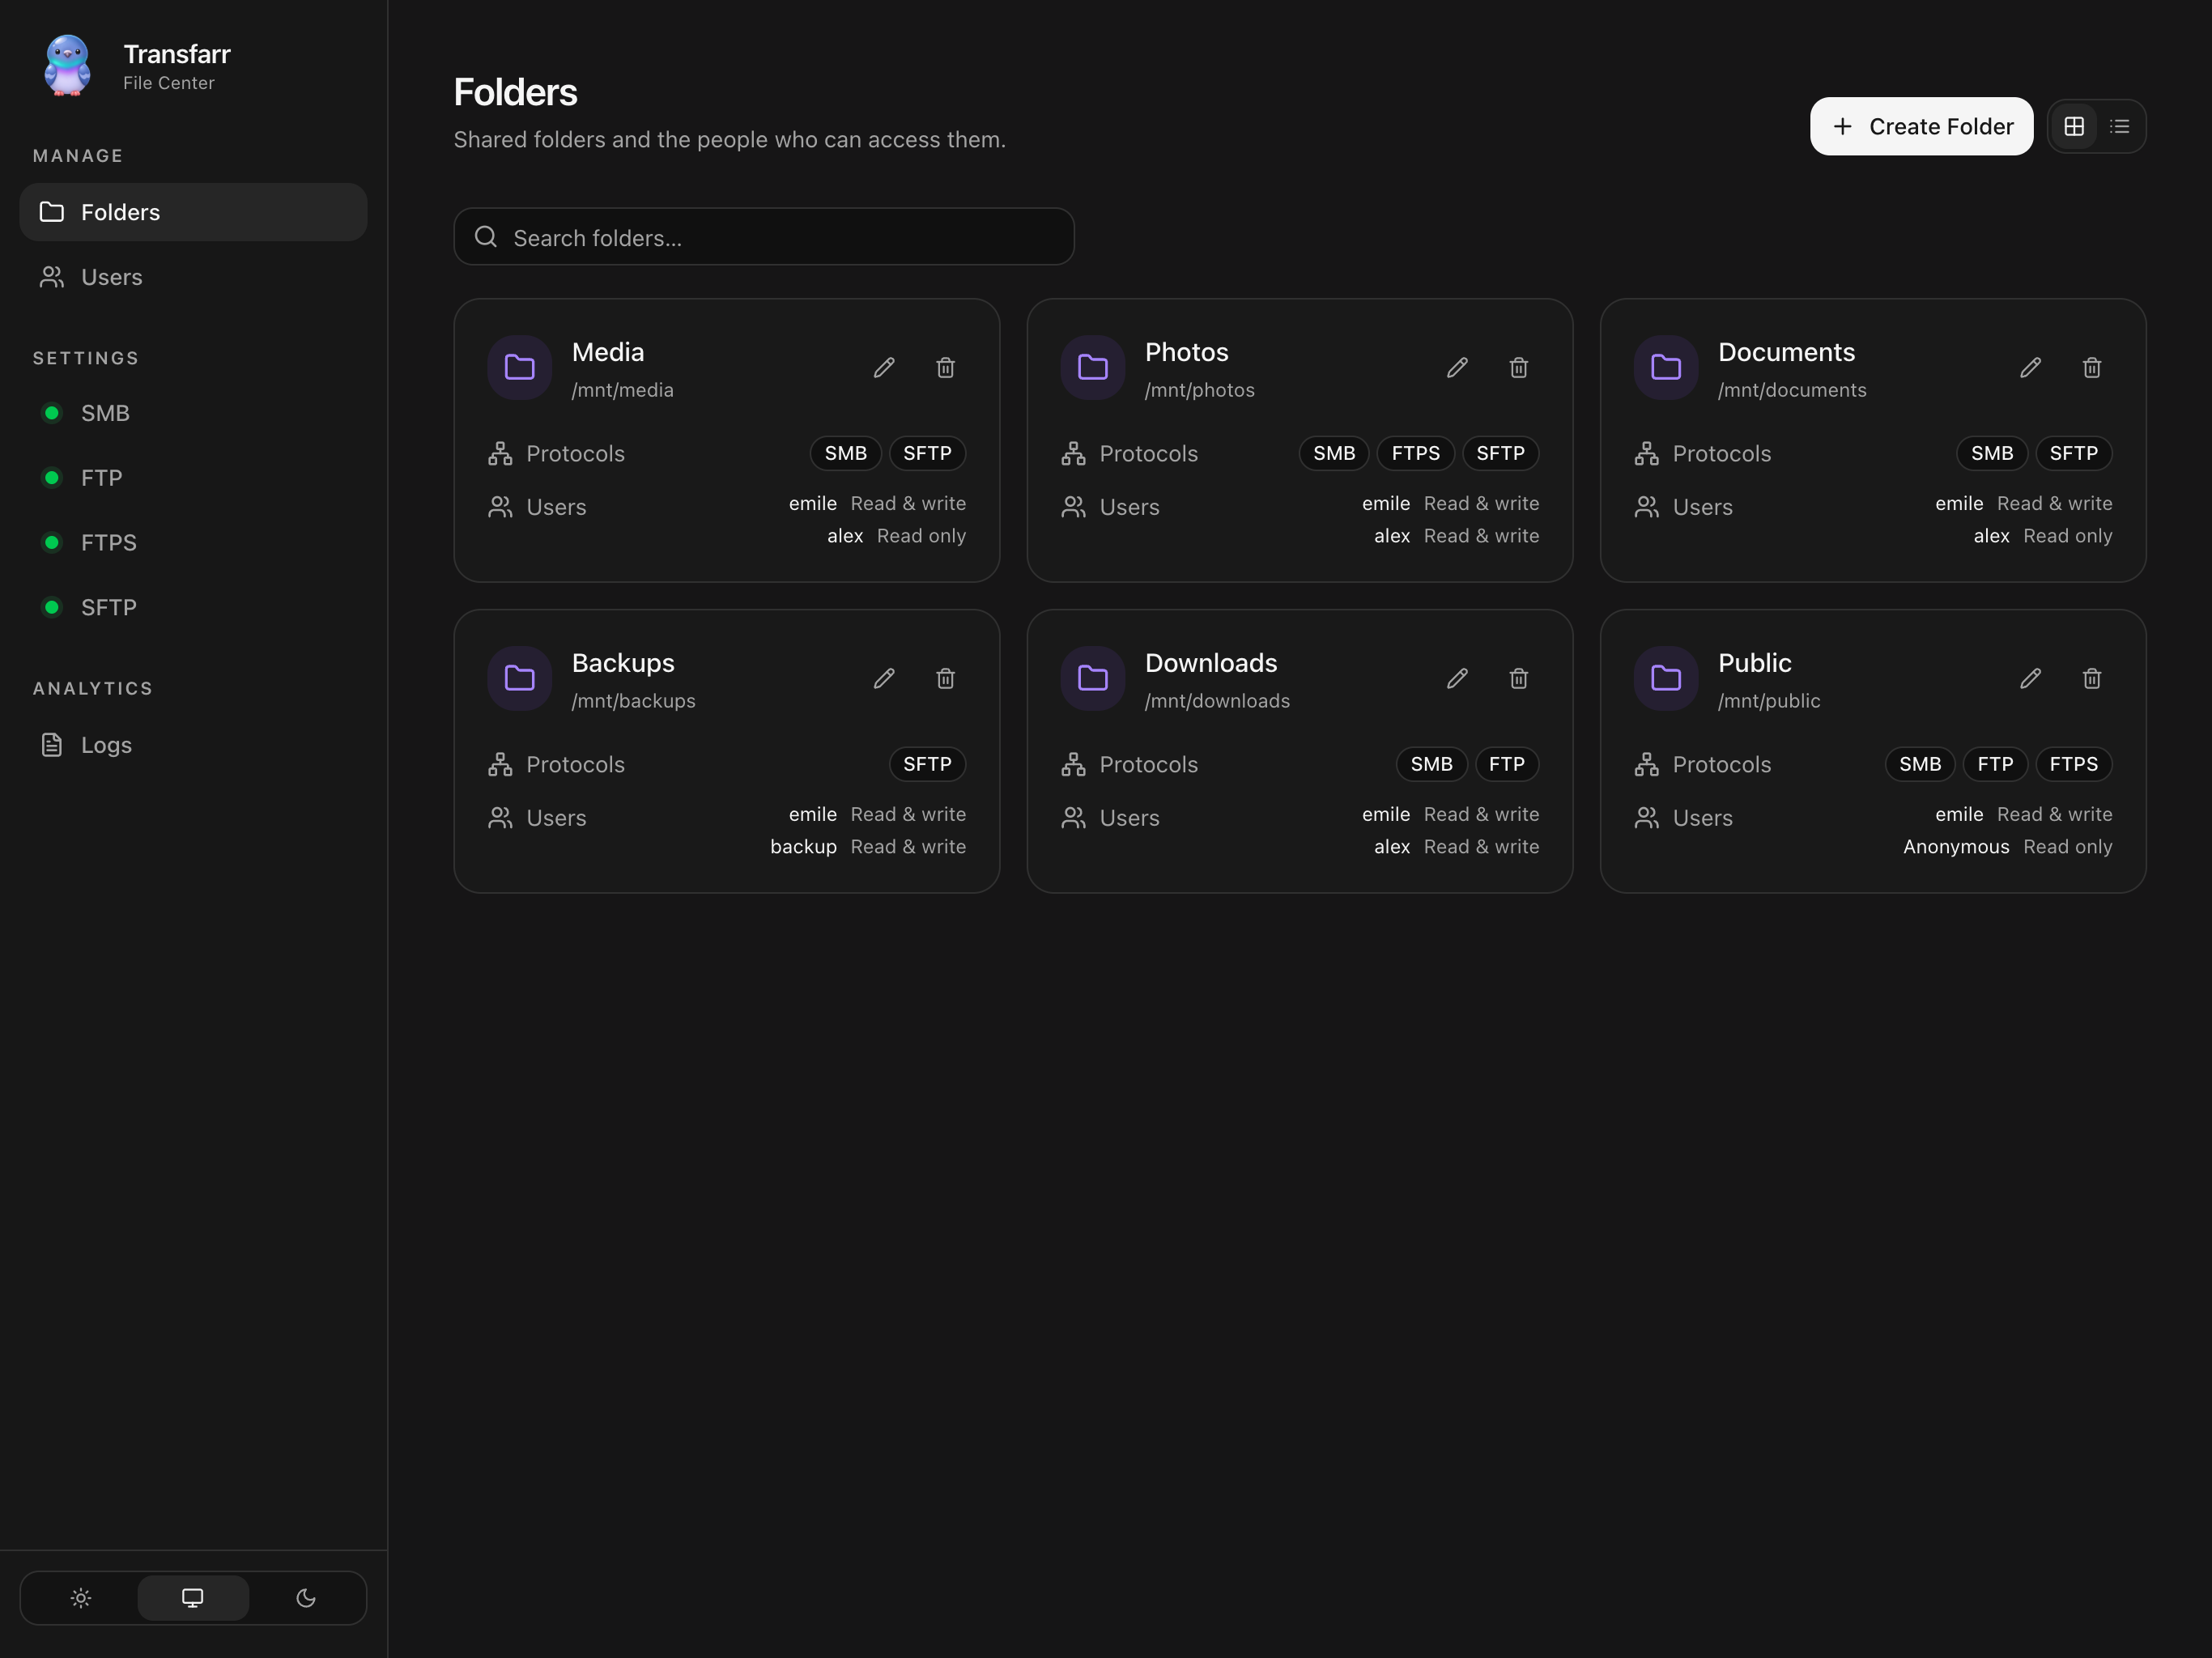 Transfarr
File Center
MANAGE
Folders
Users
SETTINGS
SMB
FTP
FTPS
SFTP
ANALYTICS
Logs
Folders
Shared folders and the people who can access them.
Create Folder
Search folders...
Media
/mnt/media
Protocols SMB SFTP
Users emile Read & write
alex Read only
Photos
/mnt/photos
Protocols SMB FTPS SFTP
Users emile Read & write
alex Read & write
Documents
/mnt/documents
Protocols SMB SFTP
Users emile Read & write
alex Read only
Backups
/mnt/backups
Protocols SFTP
Users emile Read & write
backup Read & write
Downloads
/mnt/downloads
Protocols SMB FTP
Users emile Read & write
alex Read & write
Public
/mnt/public
Protocols SMB FTP FTPS
Users emile Read & write
Anonymous Read only